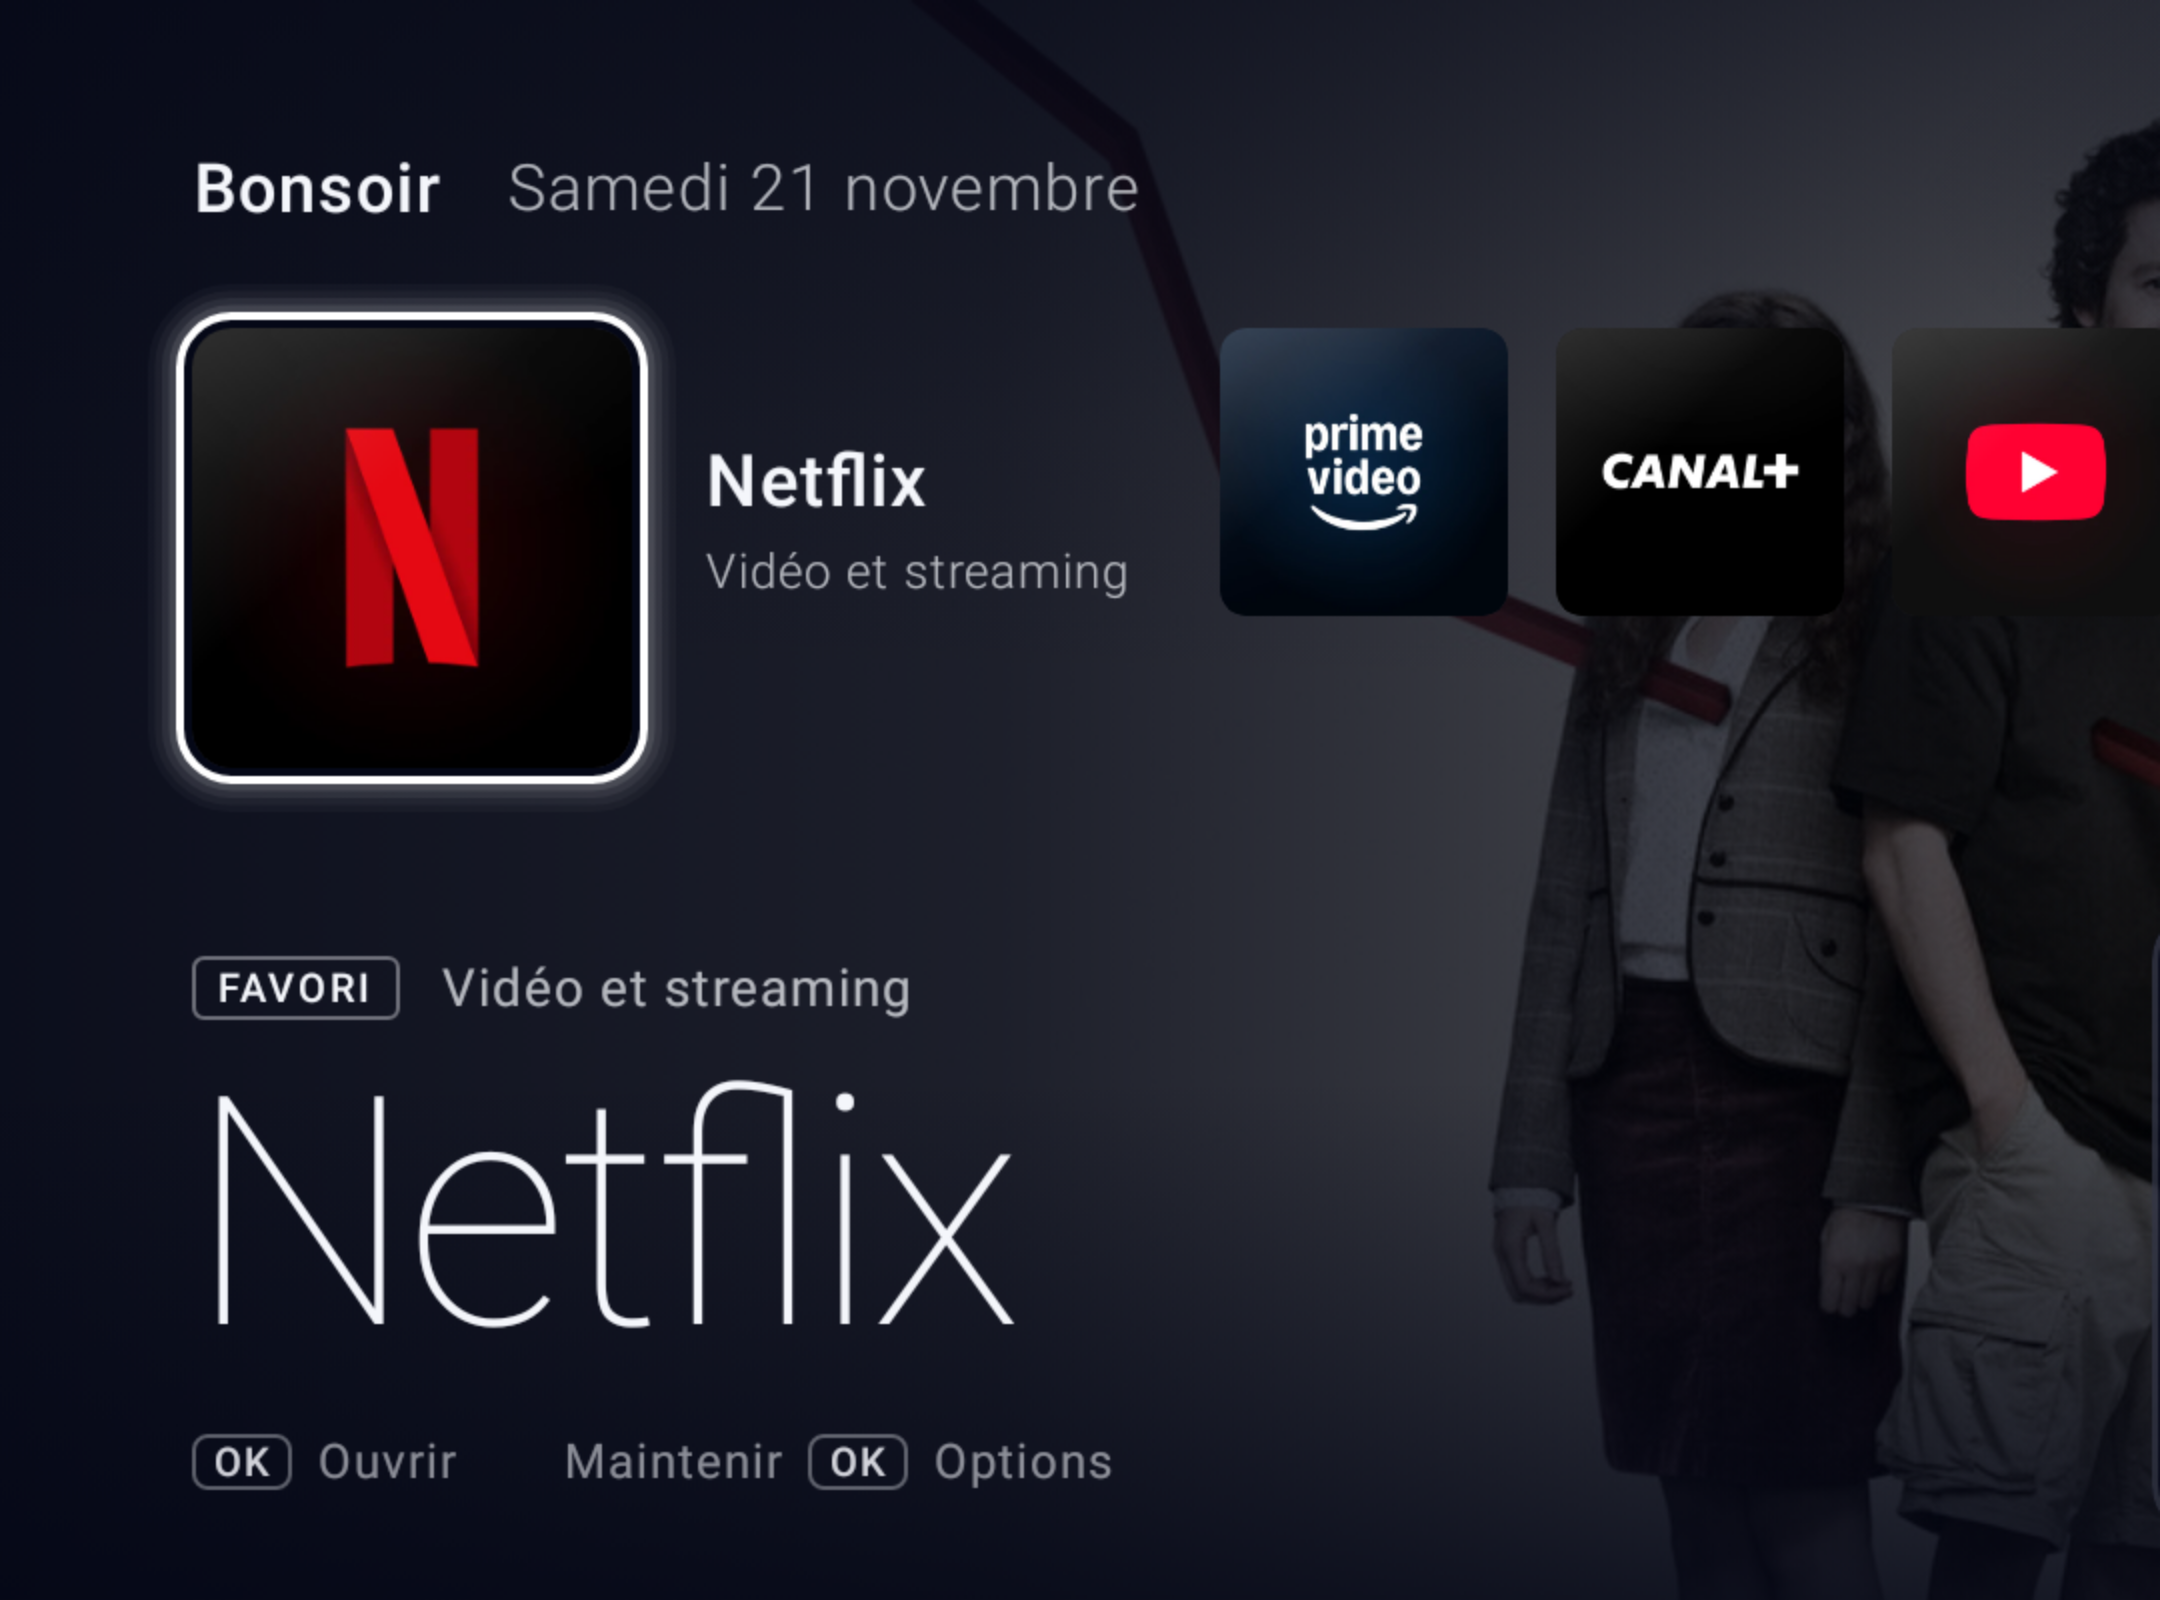 Bonsoir Samedi 21 novembre
Netflix
Vidéo et streaming
prime
video
CANAL+
FAVORI Vidéo et streaming
Netflix
OK Ouvrir Maintenir OK Options